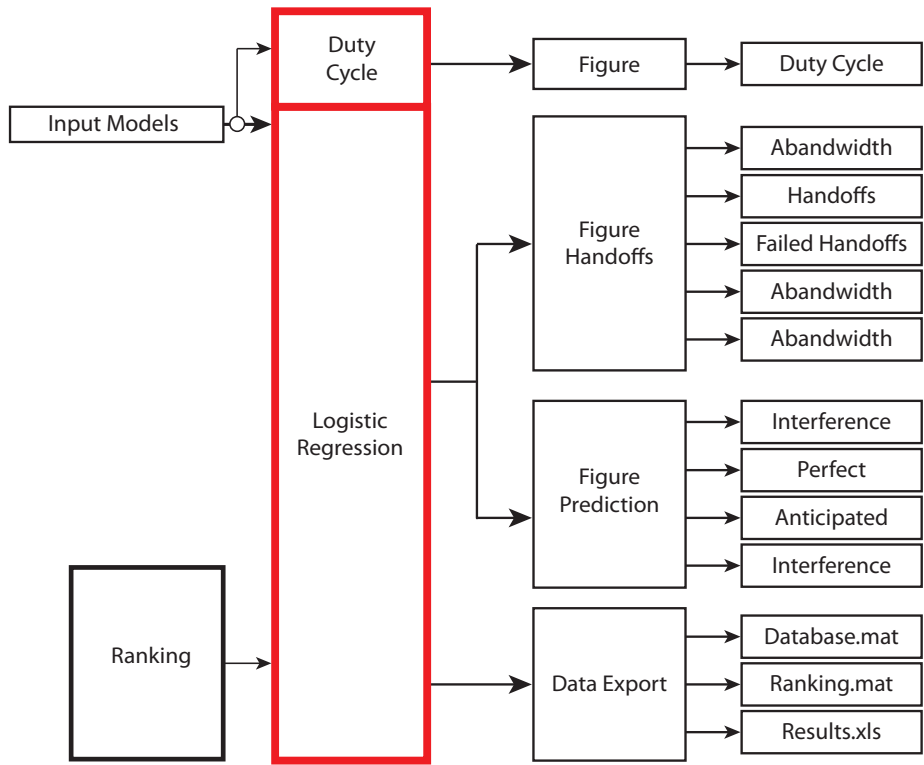 Duty
Cycle
Figure
Duty Cycle
Input Models
Abandwidth
Handoffs
Figure
Handoffs
Failed Handoffs
Abandwidth
Abandwidth
Logistic
Regression
Interference
Figure
Prediction
Perfect
Anticipated
Interference
Ranking
Database.mat
Data Export
Ranking.mat
Results.xls